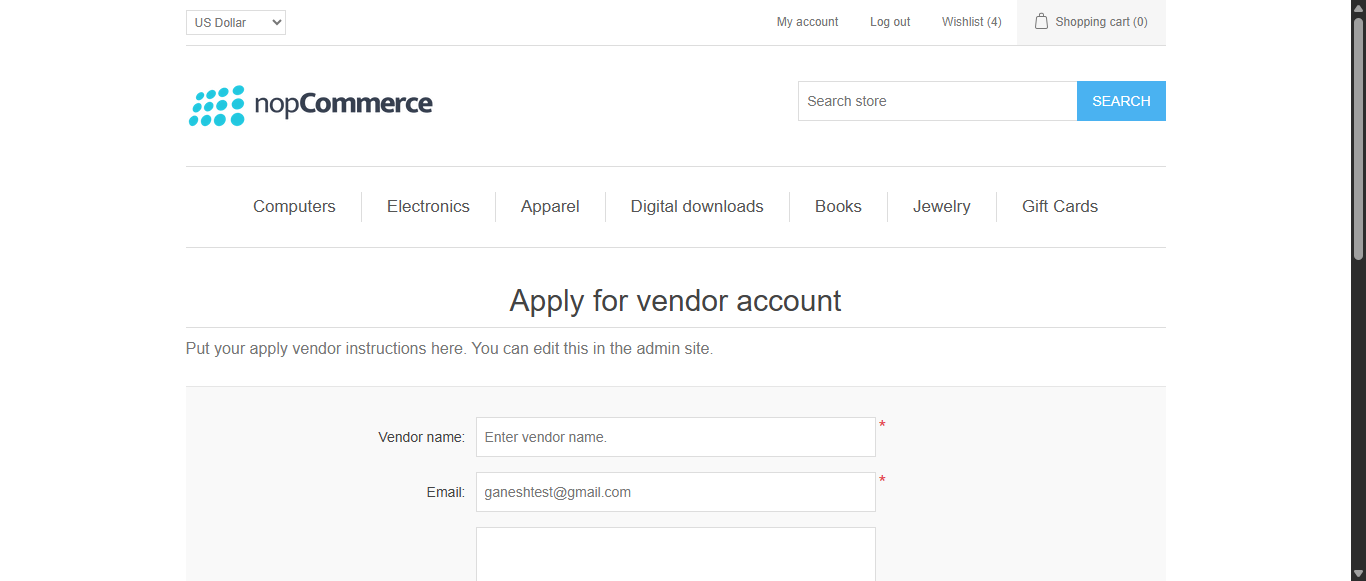 US Dollar
My account
Log out
Wishlist (4)
Shopping cart (0)
nopCommerce
Search store
SEARCH
Computers
Electronics
Apparel
Digital downloads
Books
Jewelry
Gift Cards
Apply for vendor account
Put your apply vendor instructions here. You can edit this in the admin site.
Vendor name:
Enter vendor name.
*
Email:
ganeshtest@gmail.com
*